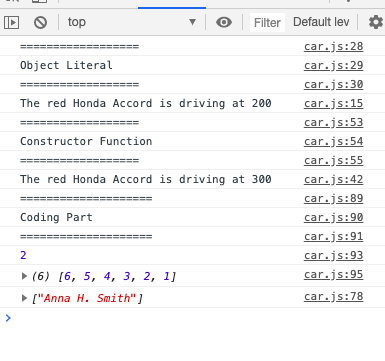 top Filter Default lev
================== car.js:28
Object Literal car.js:29
================== car.js:30
The red Honda Accord is driving at 200 car.js:15
================== car.js:53
Constructor Function car.js:54
================== car.js:55
The red Honda Accord is driving at 300 car.js:42
==================== car.js:89
Coding Part car.js:90
==================== car.js:91
2 car.js:93
(6) [6, 5, 4, 3, 2, 1] car.js:95
["Anna H. Smith"] car.js:78